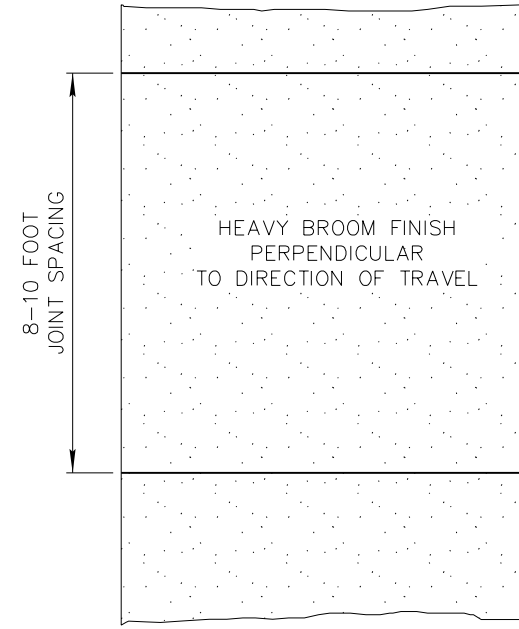 8-10 FOOT
JOINT SPACING
HEAVY BROOM FINISH
PERPENDICULAR
TO DIRECTION OF TRAVEL